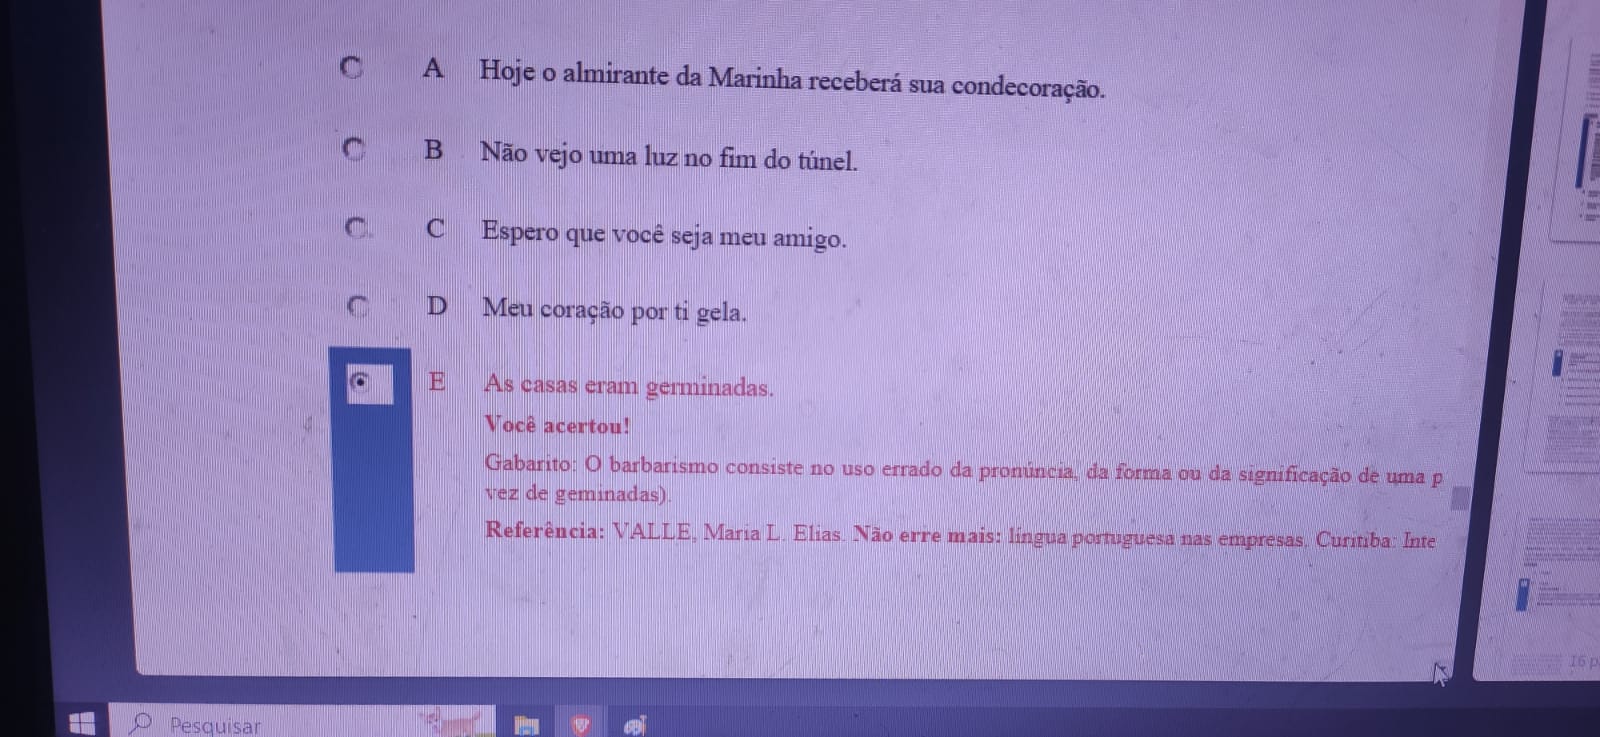 A Hoje o almirante da Marinha receberá sua condecoração.
B Não vejo uma luz no fim do túnel.
C Espero que você seja meu amigo.
D Meu coração por ti gela.
E As casas eram germinadas.
Você acertou!
Gabarito: O barbarismo consiste no uso errado da pronúncia, da forma ou da significação de uma p
vez de geminadas).
Referência: VALLE, Maria L. Elias. Não erre mais: língua portuguesa nas empresas. Curitiba: Inte
16 p
Pesquisar